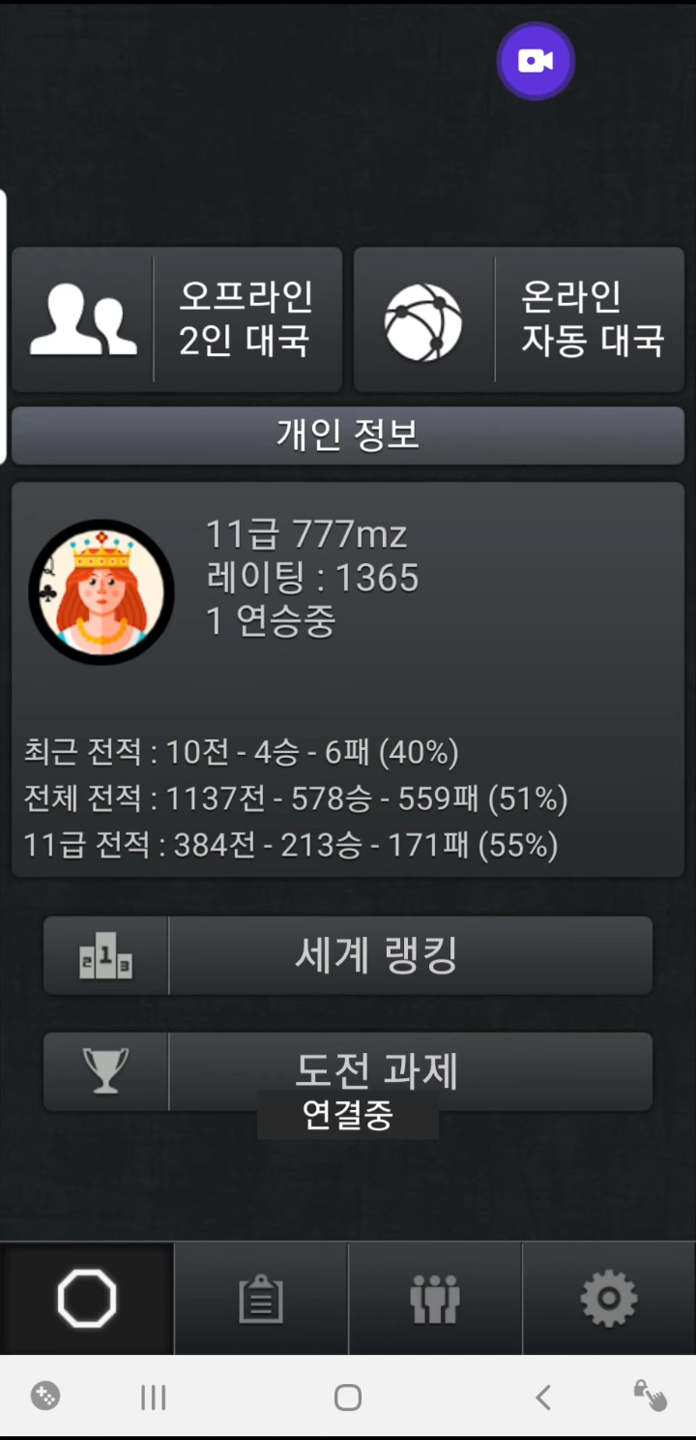 오프라인
2인 대국
온라인
자동 대국
개인 정보
Q
11급 777mz
레이팅 : 1365
1 연승중
최근 전적 : 10전 - 4승 - 6패 (40%)
전체 전적 : 1137전 - 578승 - 559패 (51%)
11급 전적 : 384전 - 213승 - 171패 (55%)
2 1 3
세계 랭킹
도전 과제
연결중